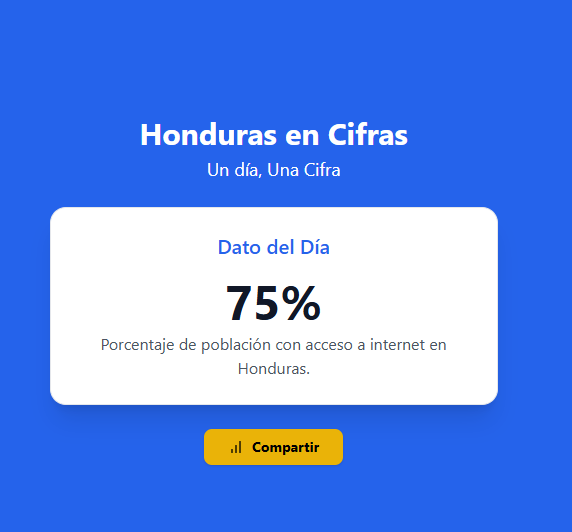 Honduras en Cifras
Un día, Una Cifra
Dato del Día
75%
Porcentaje de población con acceso a internet en
Honduras.
Compartir